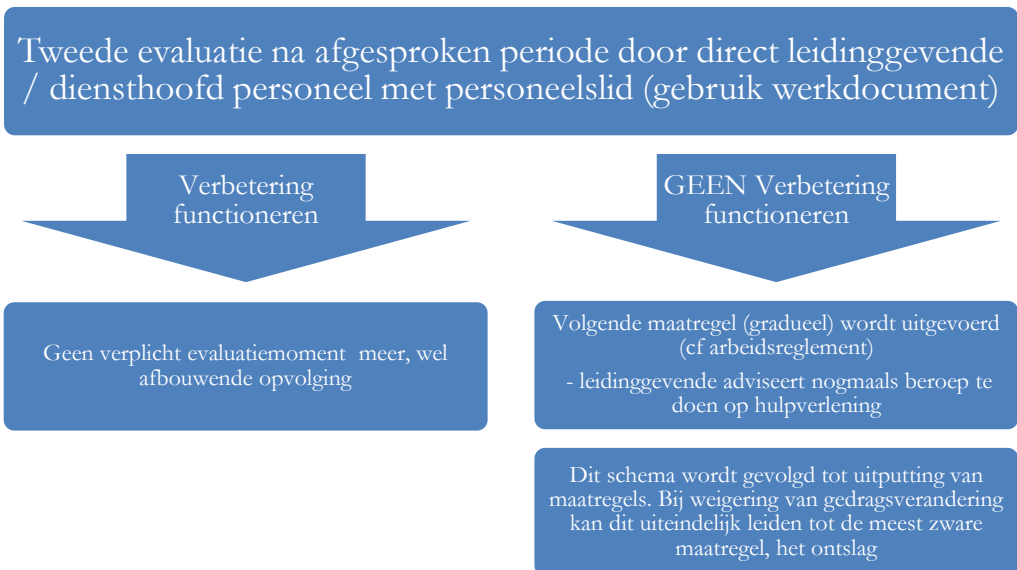 Tweede evaluatie na afgesproken periode door direct leidinggevende
/ diensthoofd personeel met personeelslid (gebruik werkdocument)
Verbetering
functioneren
GEEN Verbetering
functioneren
Geen verplicht evaluatiemoment meer, wel
afbouwende opvolging
Volgende maatregel (gradueel) wordt uitgevoerd
(cf arbeidsreglement)
- leidinggevende adviseert nogmaals beroep te
doen op hulpverlening
Dit schema wordt gevolgd tot uitputting van
maatregels. Bij weigering van gedragsverandering
kan dit uiteindelijk leiden tot de meest zware
maatregel, het ontslag